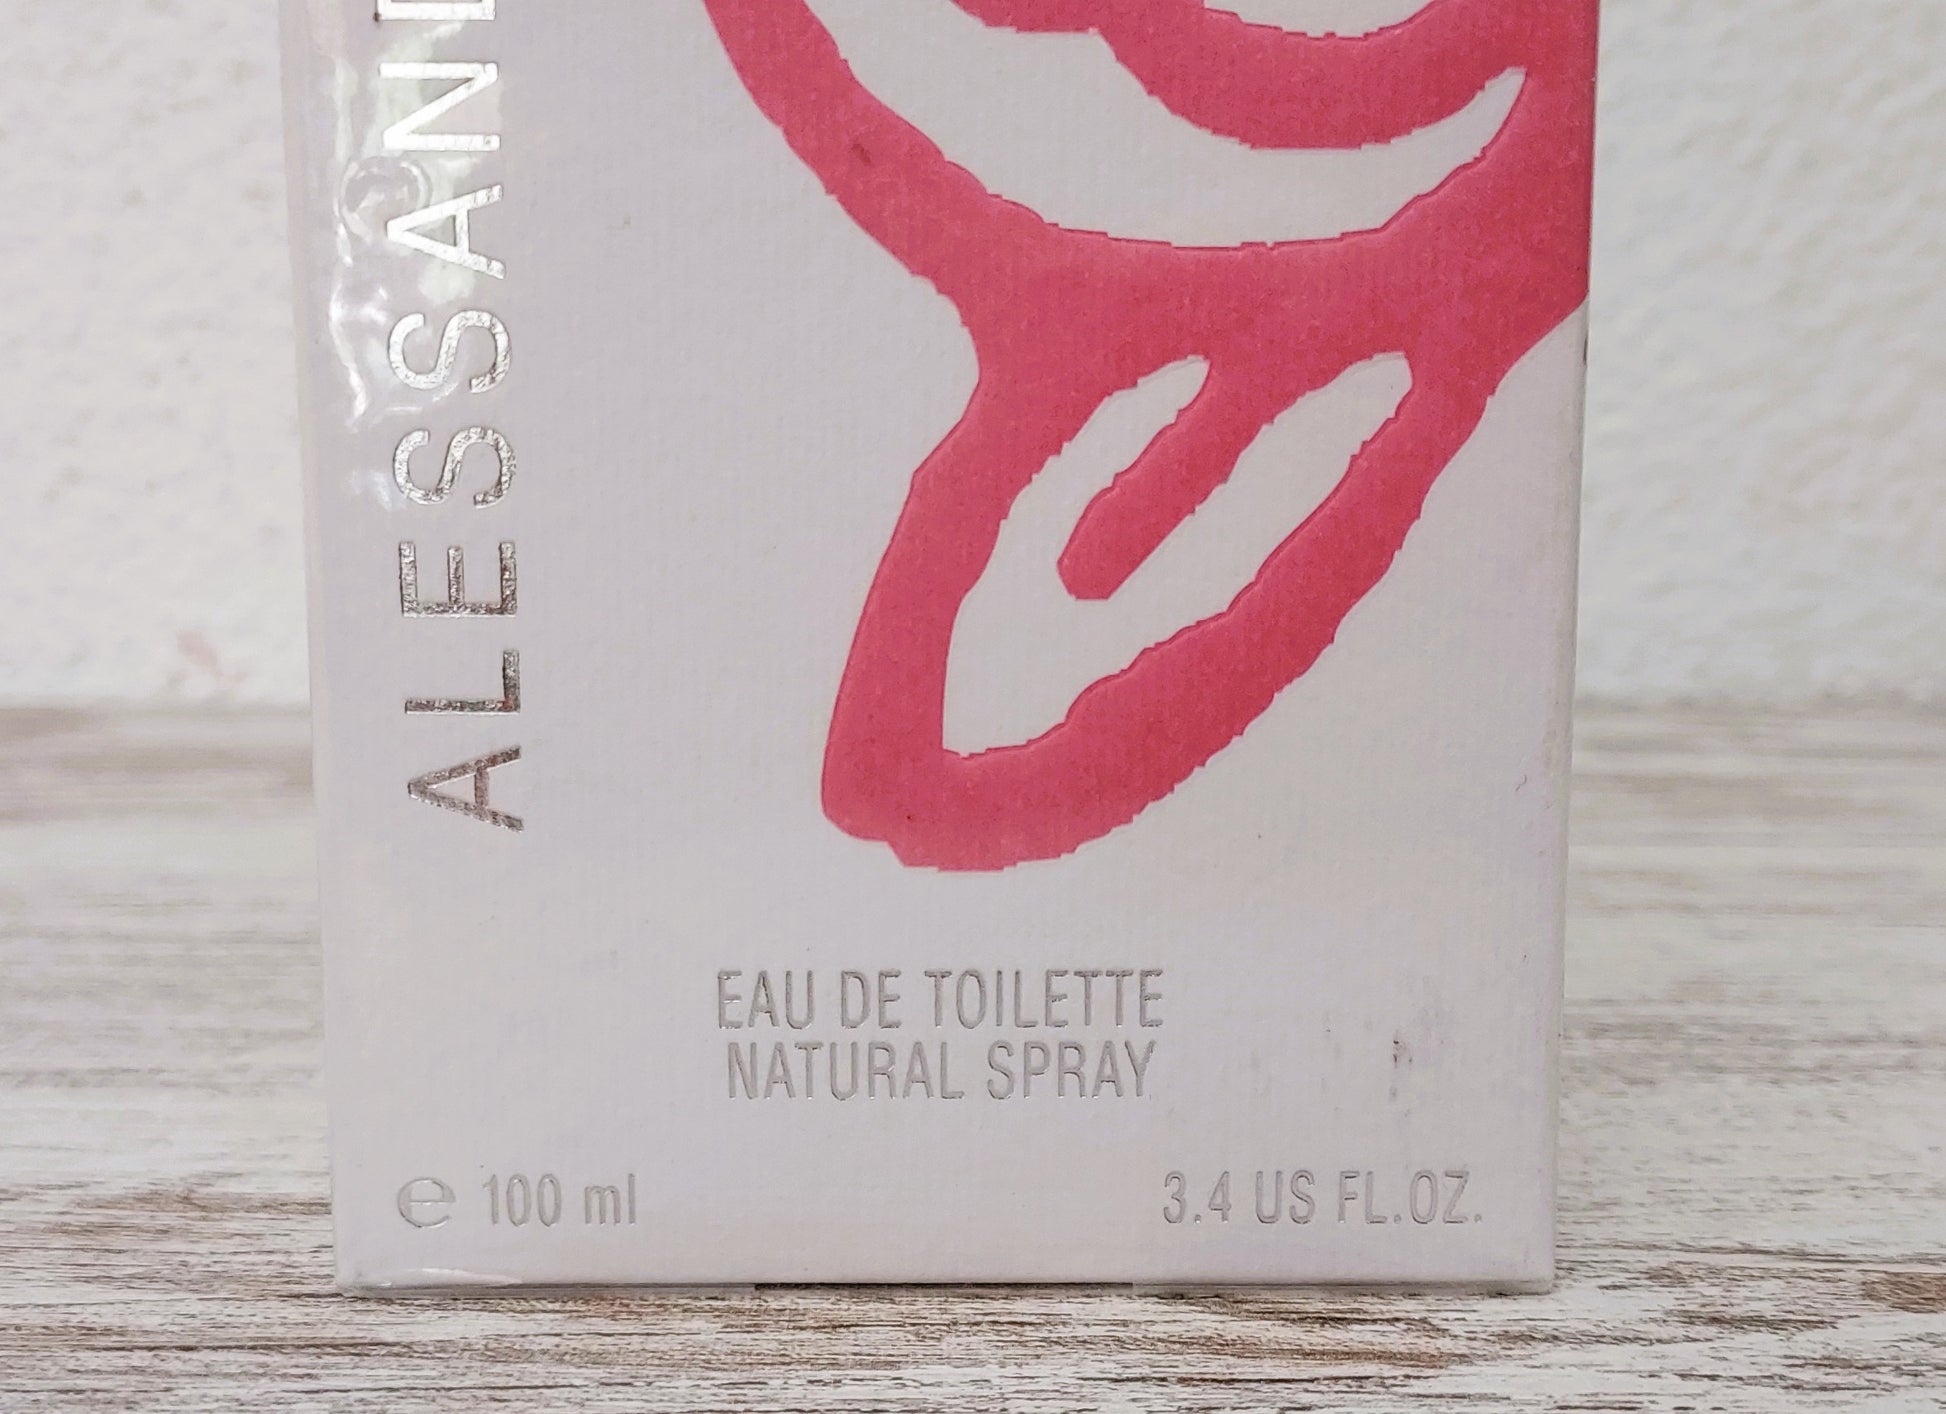 ALESSAND
EAU DE TOILETTE
NATURAL SPRAY
℮ 100 ml
3.4 US FL.OZ.